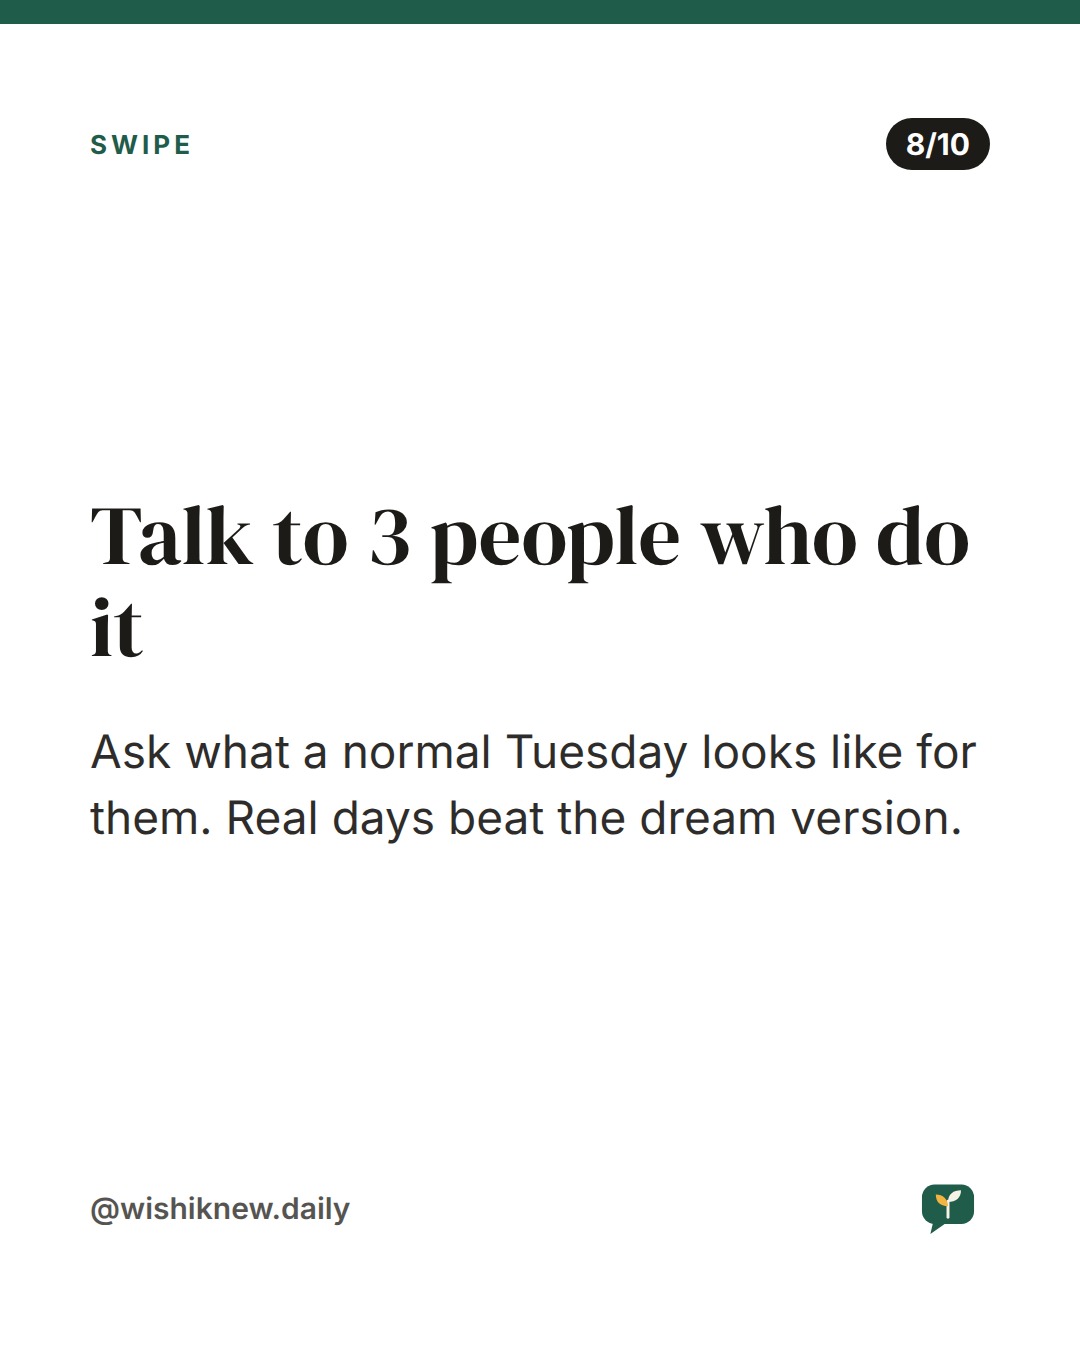 SWIPE
8/10
Talk to 3 people who do
it
Ask what a normal Tuesday looks like for
them. Real days beat the dream version.
@wishiknew.daily